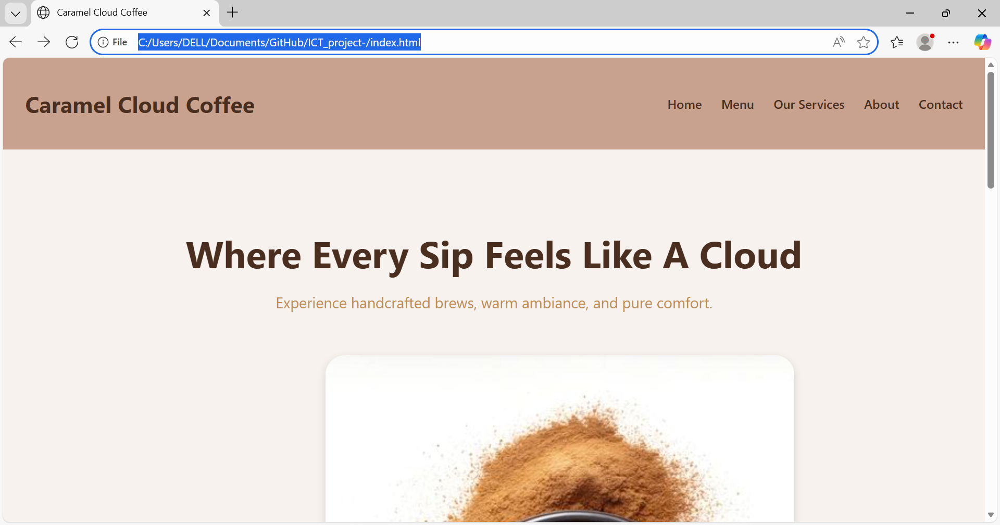 Caramel Cloud Coffee
File C:/Users/DELL/Documents/GitHub/ICT_project-/index.html
Caramel Cloud Coffee
Home Menu Our Services About Contact
Where Every Sip Feels Like A Cloud
Experience handcrafted brews, warm ambiance, and pure comfort.